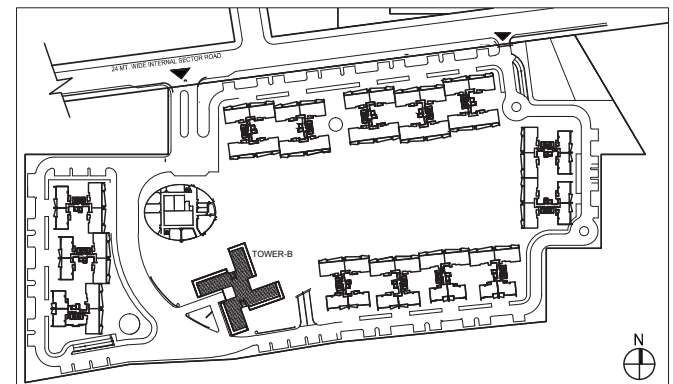 24 MT. WIDE INTERNAL SECTOR ROAD
TOWER-B
N